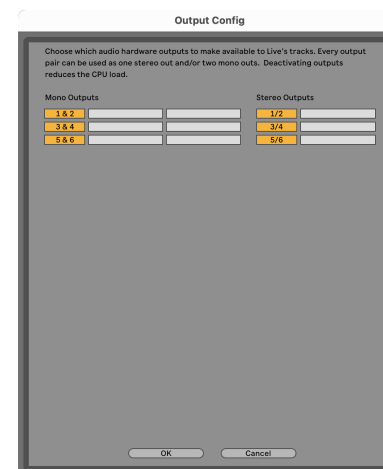 Output Config
Choose which audio hardware outputs to make available to Live's tracks. Every output
pair can be used as one stereo out and/or two mono outs. Deactivating outputs
reduces the CPU load.
Mono Outputs
Stereo Outputs
1 & 2
1/2
3 & 4
3/4
5 & 6
5/6
OK
Cancel